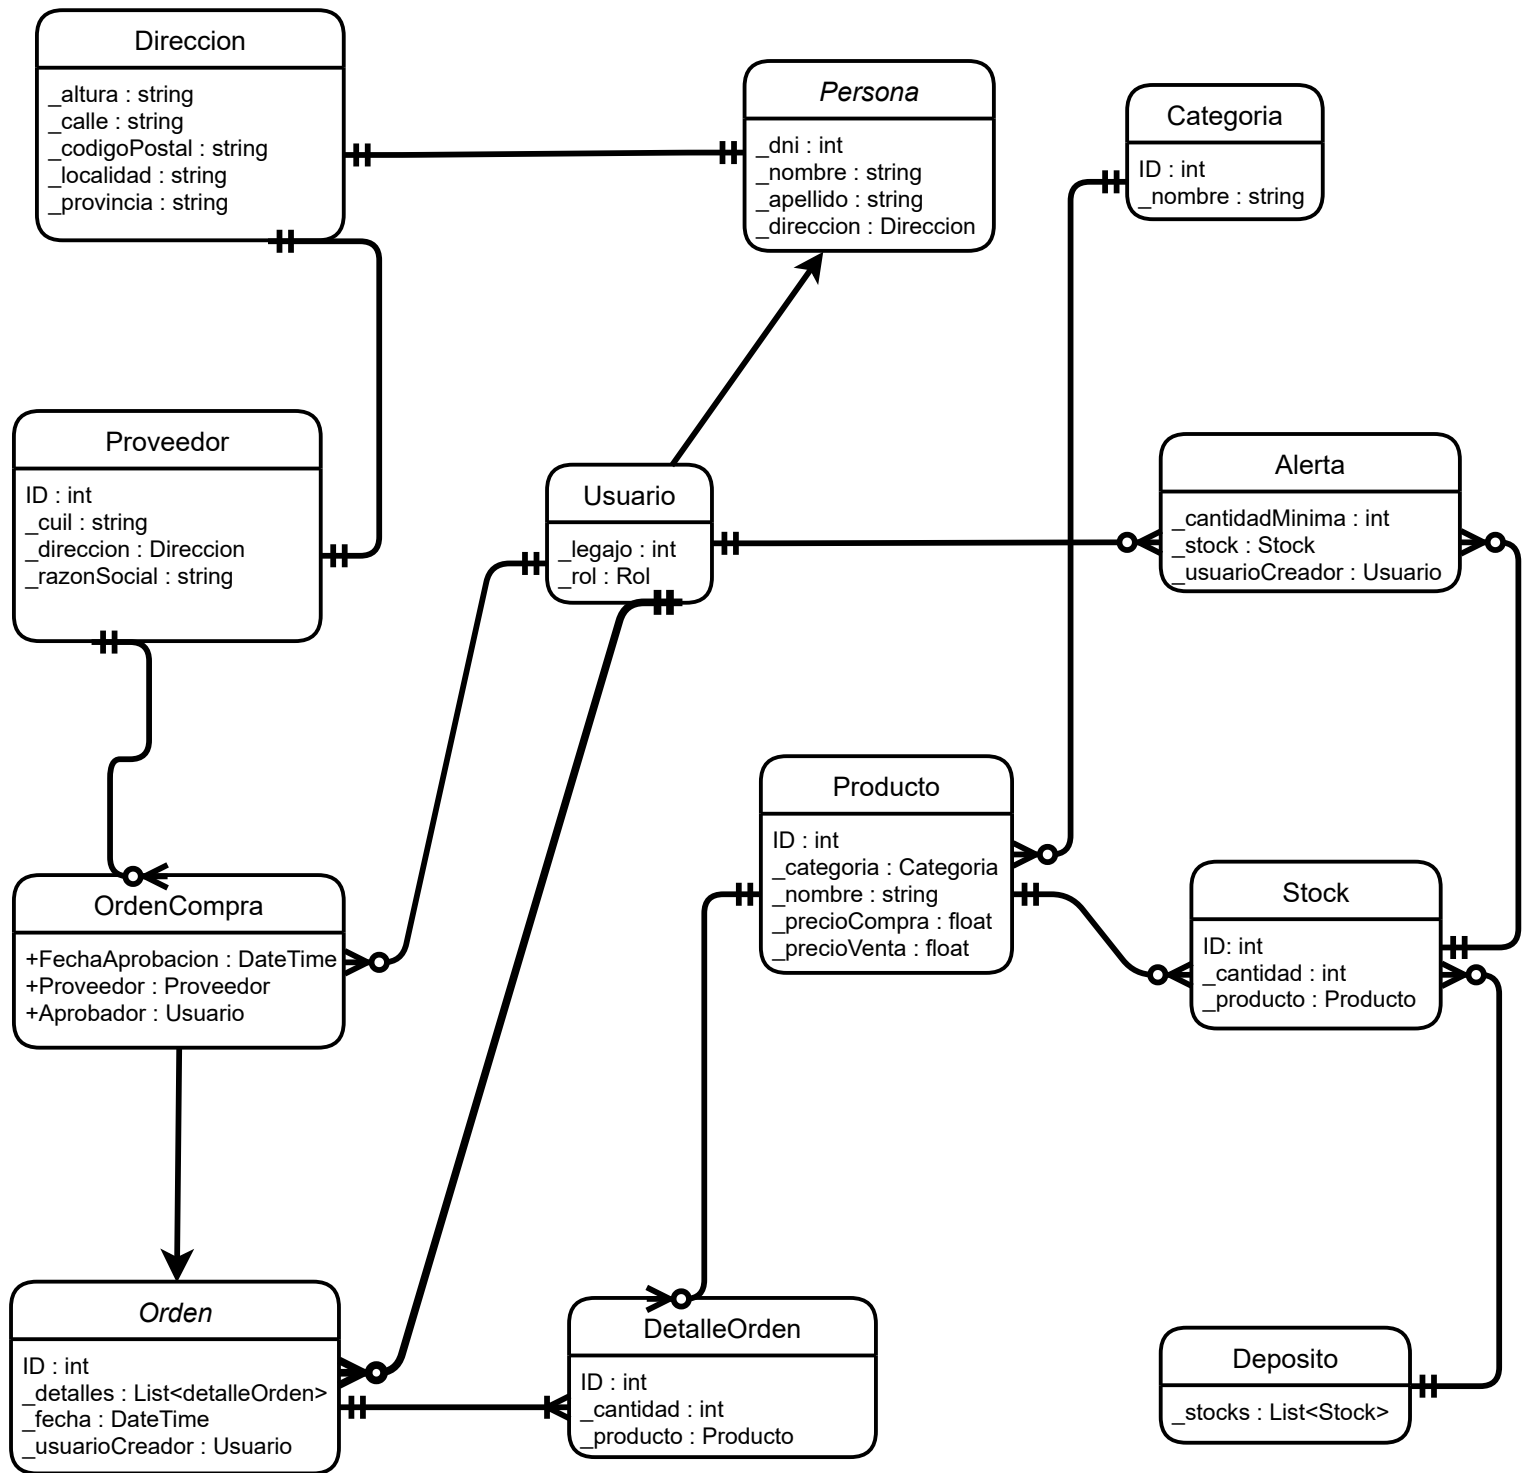 Direccion
_altura : string
_calle : string
_codigoPostal : string
_localidad : string
_provincia : string
Persona
_dni : int
_nombre : string
_apellido : string
_direccion : Direccion
Categoria
ID : int
_nombre : string
Proveedor
ID : int
_cuil : string
_direccion : Direccion
_razonSocial : string
Usuario
_legajo : int
_rol : Rol
Alerta
_cantidadMinima : int
_stock : Stock
_usuarioCreador : Usuario
Producto
ID : int
_categoria : Categoria
_nombre : string
_precioCompra : float
_precioVenta : float
Stock
ID: int
_cantidad : int
_producto : Producto
OrdenCompra
+FechaAprobacion : DateTime
+Proveedor : Proveedor
+Aprobador : Usuario
Orden
ID : int
_detalles : List<detalleOrden>
_fecha : DateTime
_usuarioCreador : Usuario
DetalleOrden
ID : int
_cantidad : int
_producto : Producto
Deposito
_stocks : List<Stock>